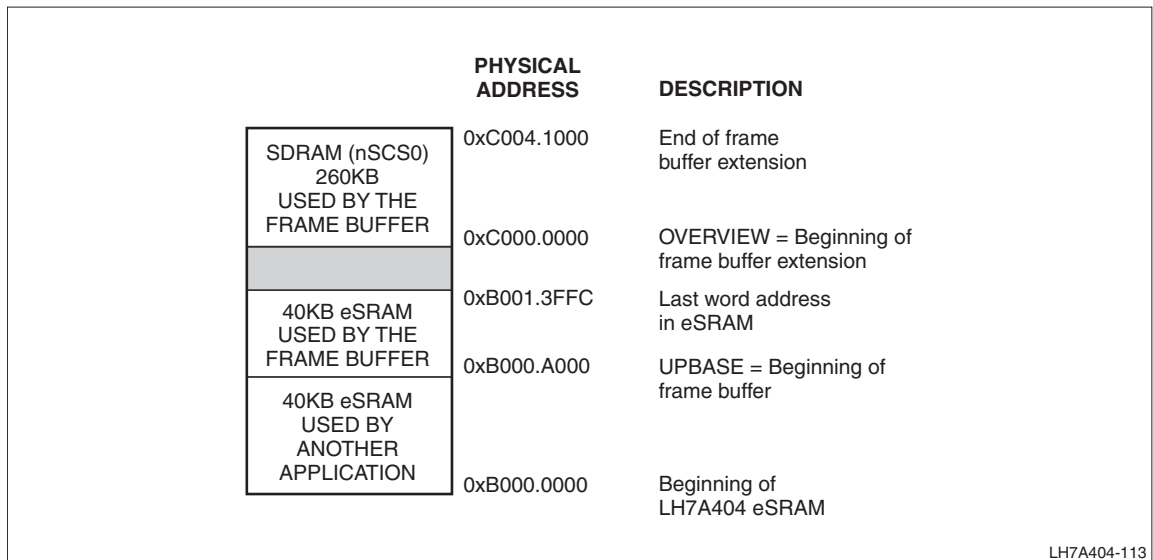 PHYSICAL
ADDRESS
DESCRIPTION
SDRAM (nSCS0)
260KB
USED BY THE
FRAME BUFFER
0xC004.1000
End of frame
buffer extension
0xC000.0000
OVERVIEW = Beginning of
frame buffer extension
40KB eSRAM
USED BY THE
FRAME BUFFER
0xB001.3FFC
Last word address
in eSRAM
0xB000.A000
UPBASE = Beginning of
frame buffer
40KB eSRAM
USED BY
ANOTHER
APPLICATION
0xB000.0000
Beginning of
LH7A404 eSRAM
LH7A404-113